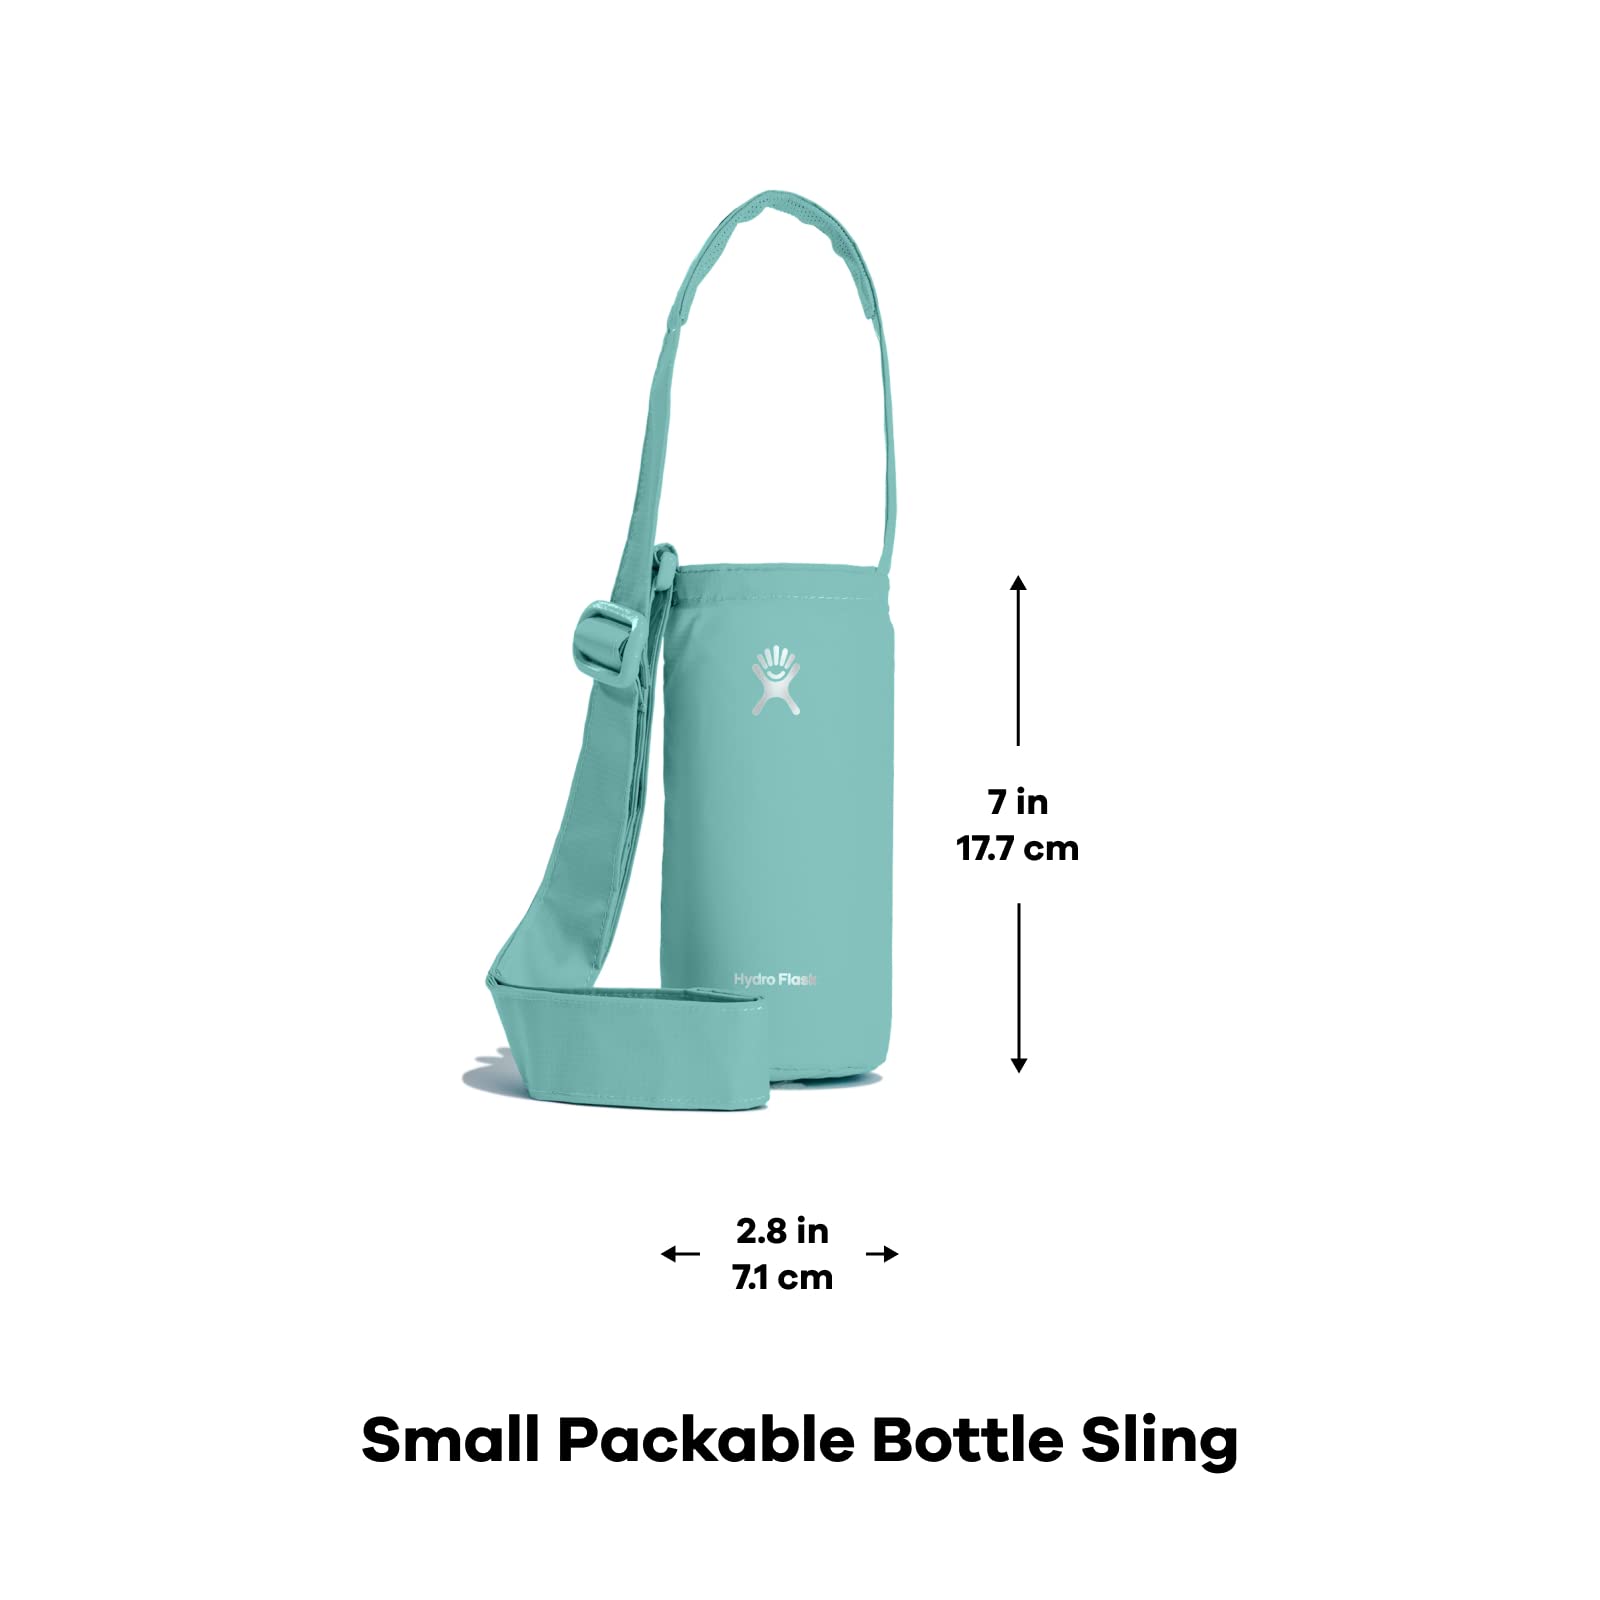 Hydro Flask
7 in
17.7 cm
2.8 in
7.1 cm
Small Packable Bottle Sling